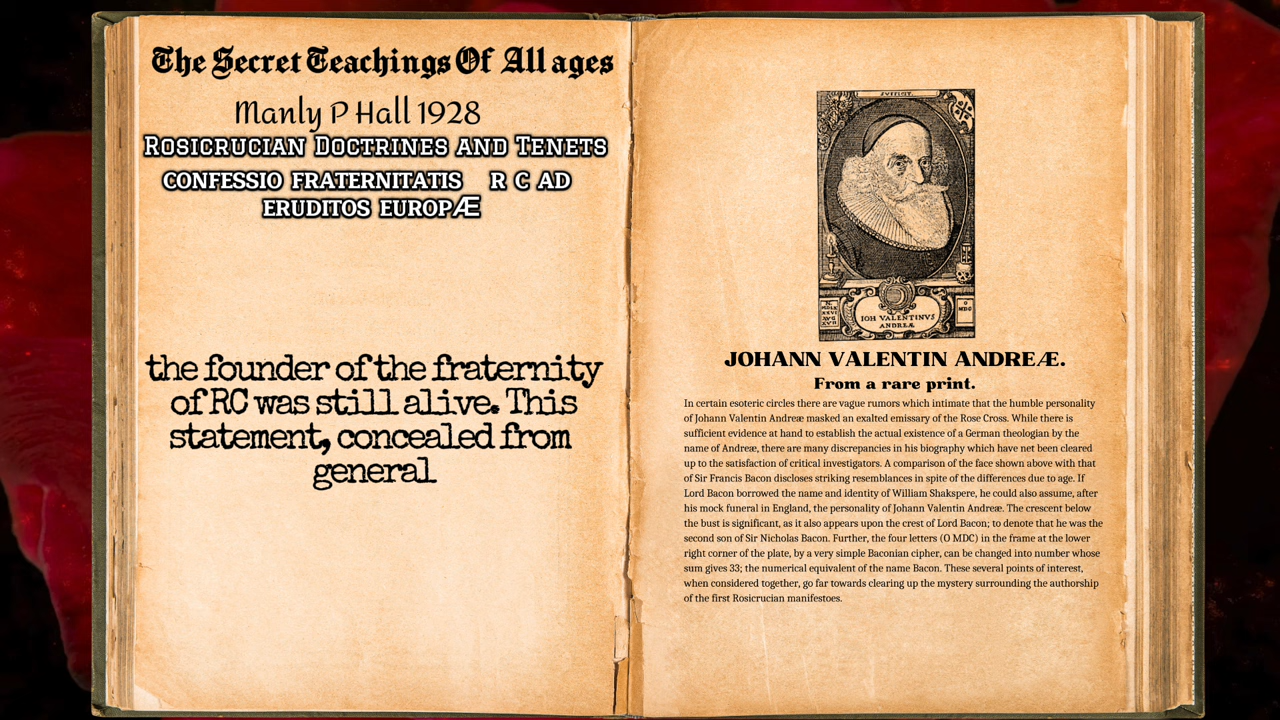 The Secret Teachings Of All ages
Manly P Hall 1928
Rosicrucian Doctrines and Tenets
CONFESSIO FRATERNITATIS R C AD
ERUDITOS EUROPÆ
the founder of the fraternity
of RC was still alive. This
statement, concealed from
general
IOH VALENTINVS
ANDREÆ
O
MDC
JOHANN VALENTIN ANDREÆ.
From a rare print.
In certain esoteric circles there are vague rumors which intimate that the humble personality
of Johann Valentin Andreæ masked an exalted emissary of the Rose Cross. While there is
sufficient evidence at hand to establish the actual existence of a German theologian by the
name of Andreæ, there are many discrepancies in his biography which have net been cleared
up to the satisfaction of critical investigators. A comparison of the face shown above with that
of Sir Francis Bacon discloses striking resemblances in spite of the differences due to age. If
Lord Bacon borrowed the name and identity of William Shakspere, he could also assume, after
his mock funeral in England, the personality of Johann Valentin Andreæ. The crescent below
the bust is significant, as it also appears upon the crest of Lord Bacon; to denote that he was the
second son of Sir Nicholas Bacon. Further, the four letters (O MDC) in the frame at the lower
right corner of the plate, by a very simple Baconian cipher, can be changed into number whose
sum gives 33; the numerical equivalent of the name Bacon. These several points of interest,
when considered together, go far towards clearing up the mystery surrounding the authorship
of the first Rosicrucian manifestoes.